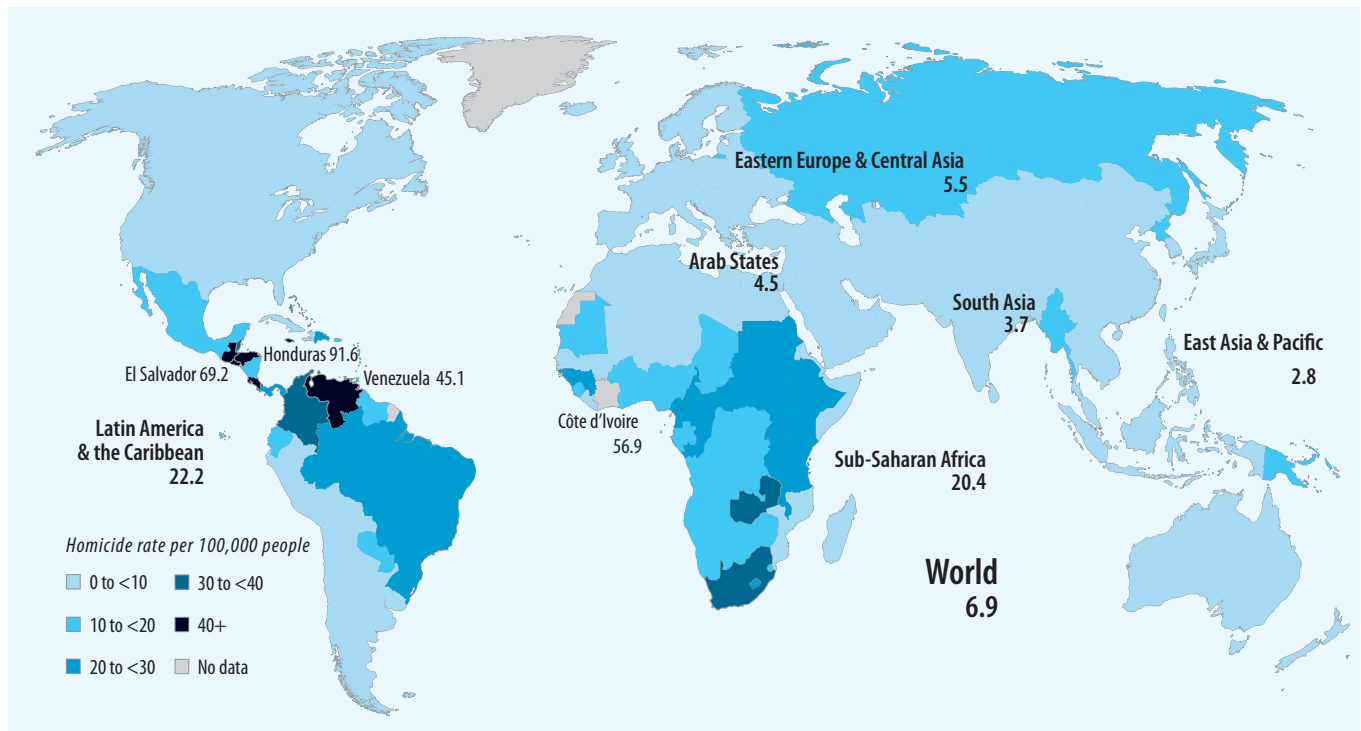 Eastern Europe & Central Asia
5.5
Arab States
4.5
South Asia
3.7
East Asia & Pacific
2.8
Honduras 91.6
El Salvador 69.2
Venezuela 45.1
Côte d’Ivoire
56.9
Latin America
& the Caribbean
22.2
Sub-Saharan Africa
20.4
World
6.9
Homicide rate per 100,000 people
0 to <10
30 to <40
10 to <20
40+
20 to <30
No data